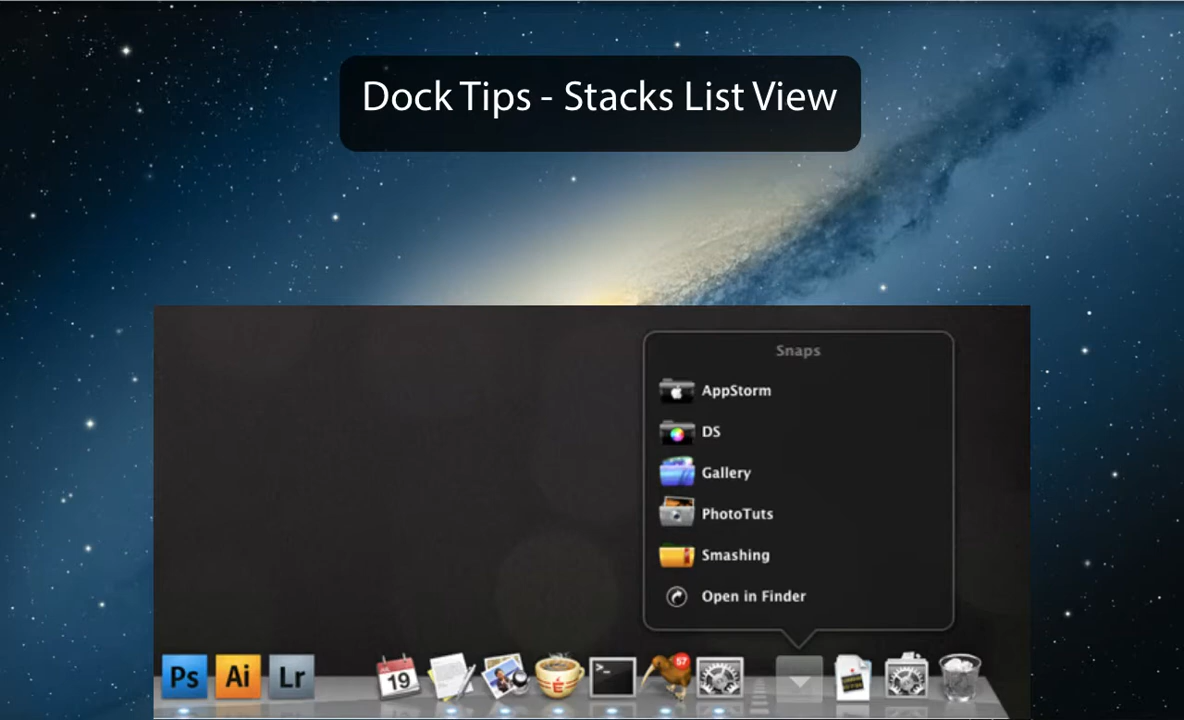 Dock Tips - Stacks List View
Snaps
AppStorm
DS
Gallery
PhotoTuts
Smashing
Open in Finder
Ps Ai Lr 19 >_ 57